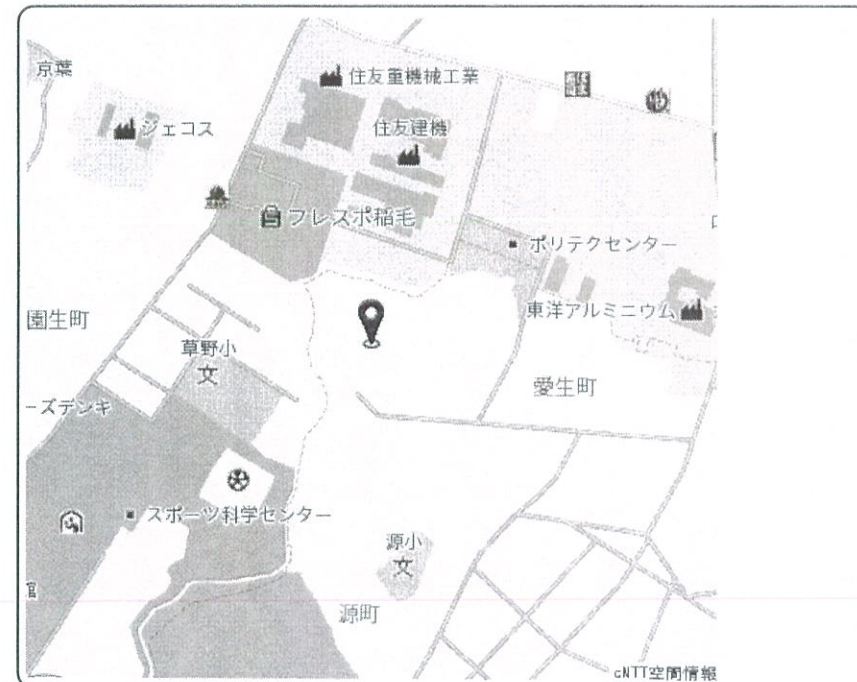 京葉
住友重機械工業
ジェコス
住友建機
フレスポ稲毛
ポリテクセンター
東洋アルミニウム
園生町
草野小
文
愛生町
ーズデンキ
スポーツ科学センター
源小
文
館
源町
NTT空間情報